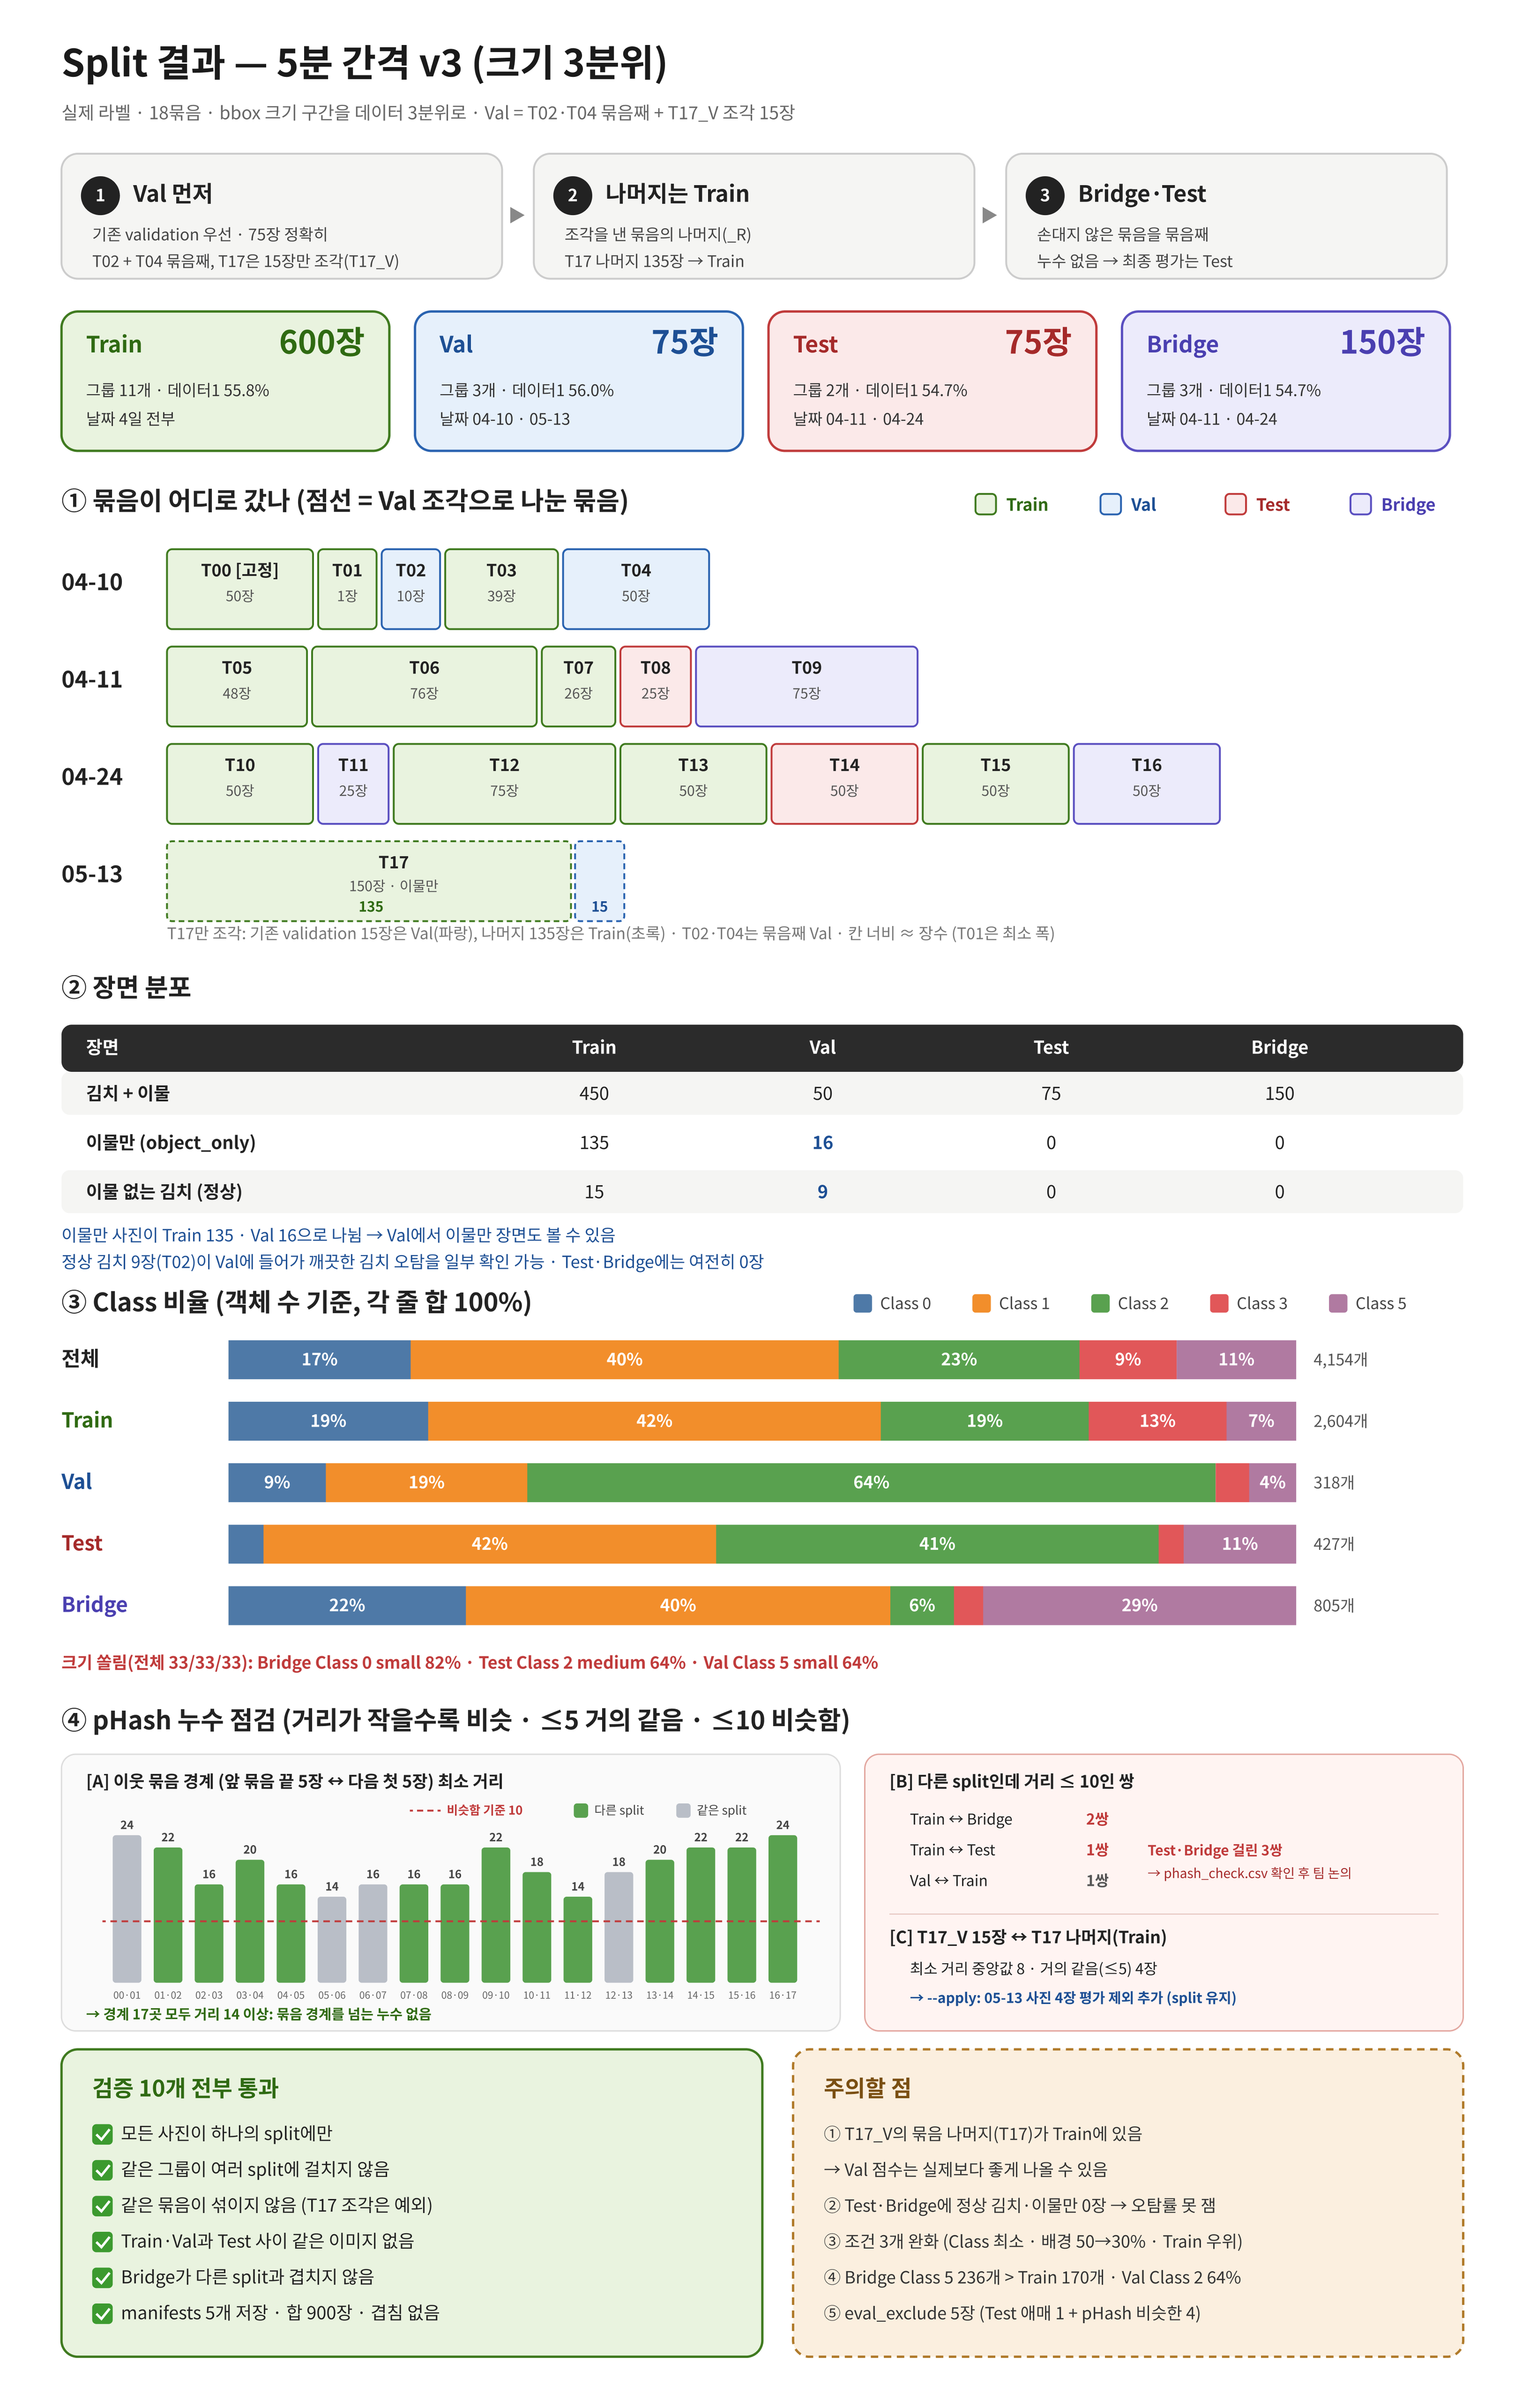 Split 결과 — 5분 간격 v3 (크기 3분위)
실제 라벨 · 18묶음 · bbox 크기 구간을 데이터 3분위로 · Val = T02·T04 묶음째 + T17_V 조각 15장
1 Val 먼저
기존 validation 우선 · 75장 정확히
T02 + T04 묶음째, T17은 15장만 조각(T17_V)
▶
2 나머지는 Train
조각을 낸 묶음의 나머지(_R)
T17 나머지 135장 → Train
▶
3 Bridge·Test
손대지 않은 묶음을 묶음째
누수 없음 → 최종 평가는 Test
Train 600장
그룹 11개 · 데이터1 55.8%
날짜 4일 전부
Val 75장
그룹 3개 · 데이터1 56.0%
날짜 04-10 · 05-13
Test 75장
그룹 2개 · 데이터1 54.7%
날짜 04-11 · 04-24
Bridge 150장
그룹 3개 · 데이터1 54.7%
날짜 04-11 · 04-24
① 묶음이 어디로 갔나 (점선 = Val 조각으로 나눈 묶음)
Train Val Test Bridge
04-10
T00 [고정] T01 T02 T03 T04
50장 1장 10장 39장 50장
04-11
T05 T06 T07 T08 T09
48장 76장 26장 25장 75장
04-24
T10 T11 T12 T13 T14 T15 T16
50장 25장 75장 50장 50장 50장 50장
05-13
T17
150장 · 이물만
135 15
T17만 조각: 기존 validation 15장은 Val(파랑), 나머지 135장은 Train(초록) · T02·T04는 묶음째 Val · 칸 너비 ≈ 장수 (T01은 최소 폭)
② 장면 분포
장면 Train Val Test Bridge
김치 + 이물 450 50 75 150
이물만 (object_only) 135 16 0 0
이물 없는 김치 (정상) 15 9 0 0
이물만 사진이 Train 135 · Val 16으로 나뉨 → Val에서 이물만 장면도 볼 수 있음
정상 김치 9장(T02)이 Val에 들어가 깨끗한 김치 오탐을 일부 확인 가능 · Test·Bridge에는 여전히 0장
③ Class 비율 (객체 수 기준, 각 줄 합 100%)
Class 0 Class 1 Class 2 Class 3 Class 5
전체 17% 40% 23% 9% 11% 4,154개
Train 19% 42% 19% 13% 7% 2,604개
Val 9% 19% 64% 4% 318개
Test 42% 41% 11% 427개
Bridge 22% 40% 6% 29% 805개
크기 쏠림(전체 33/33/33): Bridge Class 0 small 82% · Test Class 2 medium 64% · Val Class 5 small 64%
④ pHash 누수 점검 (거리가 작을수록 비슷 · ≤5 거의 같음 · ≤10 비슷함)
[A] 이웃 묶음 경계 (앞 묶음 끝 5장 ↔ 다음 첫 5장) 최소 거리
비슷함 기준 10 다른 split 같은 split
24 22 16 20 16 14 16 16 16 22 18 14 18 20 22 22 24
00·01 01·02 02·03 03·04 04·05 05·06 06·07 07·08 08·09 09·10 10·11 11·12 12·13 13·14 14·15 15·16 16·17
→ 경계 17곳 모두 거리 14 이상: 묶음 경계를 넘는 누수 없음
[B] 다른 split인데 거리 ≤ 10인 쌍
Train ↔ Bridge 2쌍
Train ↔ Test 1쌍
Val ↔ Train 1쌍
Test·Bridge 걸린 3쌍
→ phash_check.csv 확인 후 팀 논의
[C] T17_V 15장 ↔ T17 나머지(Train)
최소 거리 중앙값 8 · 거의 같음(≤5) 4장
→ --apply: 05-13 사진 4장 평가 제외 추가 (split 유지)
검증 10개 전부 통과
✅ 모든 사진이 하나의 split에만
✅ 같은 그룹이 여러 split에 걸치지 않음
✅ 같은 묶음이 섞이지 않음 (T17 조각은 예외)
✅ Train·Val과 Test 사이 같은 이미지 없음
✅ Bridge가 다른 split과 겹치지 않음
✅ manifests 5개 저장 · 합 900장 · 겹침 없음
주의할 점
① T17_V의 묶음 나머지(T17)가 Train에 있음
→ Val 점수는 실제보다 좋게 나올 수 있음
② Test·Bridge에 정상 김치·이물만 0장 → 오탐률 못 잼
③ 조건 3개 완화 (Class 최소 · 배경 50→30% · Train 우위)
④ Bridge Class 5 236개 > Train 170개 · Val Class 2 64%
⑤ eval_exclude 5장 (Test 애매 1 + pHash 비슷한 4)